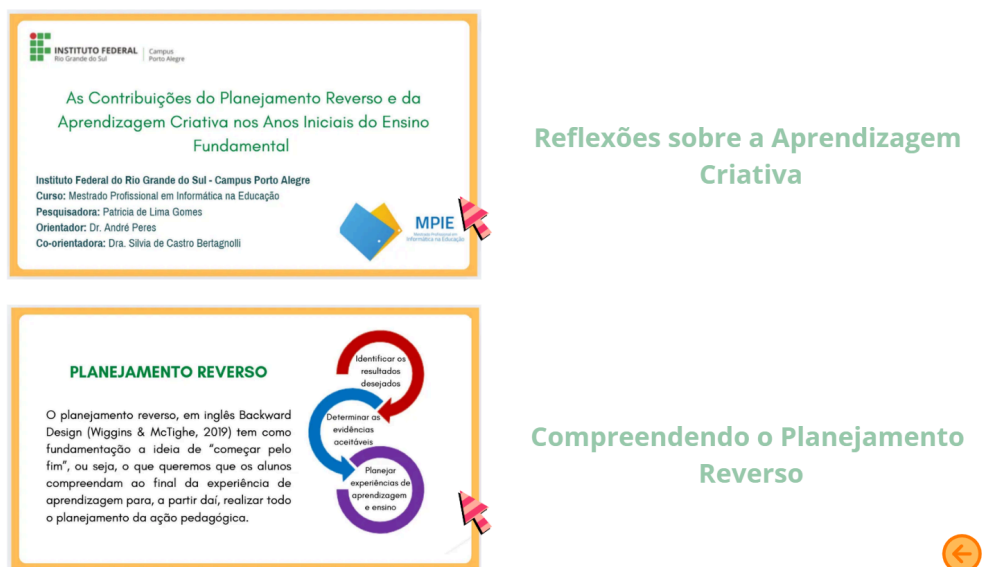 INSTITUTO FEDERAL
Rio Grande do Sul
Campus
Porto Alegre
As Contribuições do Planejamento Reverso e da
Aprendizagem Criativa nos Anos Iniciais do Ensino
Fundamental
Instituto Federal do Rio Grande do Sul - Campus Porto Alegre
Curso: Mestrado Profissional em Informática na Educação
Pesquisadora: Patricia de Lima Gomes
Orientador: Dr. André Peres
Co-orientadora: Dra. Silvia de Castro Bertagnolli
MPIE
Mestrado Profissional em
Informática na Educação
Reflexões sobre a Aprendizagem
Criativa
PLANEJAMENTO REVERSO
O planejamento reverso, em inglês Backward
Design (Wiggins & McTighe, 2019) tem como
fundamentação a ideia de “começar pelo
fim”, ou seja, o que queremos que os alunos
compreendam ao final da experiência de
aprendizagem para, a partir daí, realizar todo
o planejamento da ação pedagógica.
Identificar os
resultados
desejados
Determinar as
evidências
aceitáveis
Planejar
experiências de
aprendizagem
e ensino
Compreendendo o Planejamento
Reverso